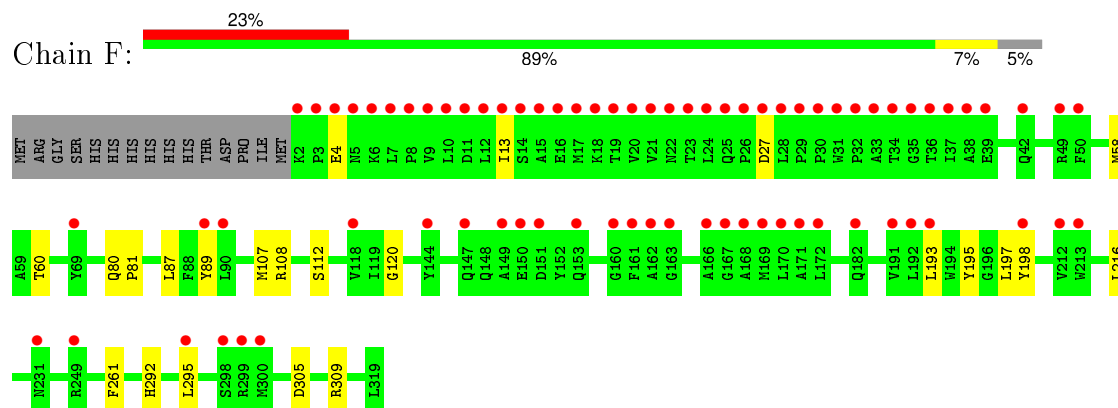 23%
Chain F:
89% 7% 5%
MET ARG GLY SER HIS HIS HIS HIS HIS HIS THR ASP PRO ILE MET K2 P3 E4 N5 K6 L7 P8 V9 L10 D11 L12 I13 S14 A15 E16 M17 K18 T19 V20 V21 N22 T23 L24 Q25 P26 D27 L28 P29 P30 W31 P32 A33 T34 G35 T36 I37 A38 E39 Q42 R49 F50 M58
A59 T60 Y69 Q80 P81 L87 F88 Y89 L90 M107 R108 S112 V118 I119 G120 Y144 Q147 Q148 A149 E150 D151 Y152 Q153 G160 F161 A162 G163 A166 G167 A168 M169 L170 A171 L172 Q182 V191 L192 L193 W194 Y195 G196 L197 Y198 V212 W213 L216
N231 R249 F261 H292 L295 S298 R299 M300 D305 R309 L319